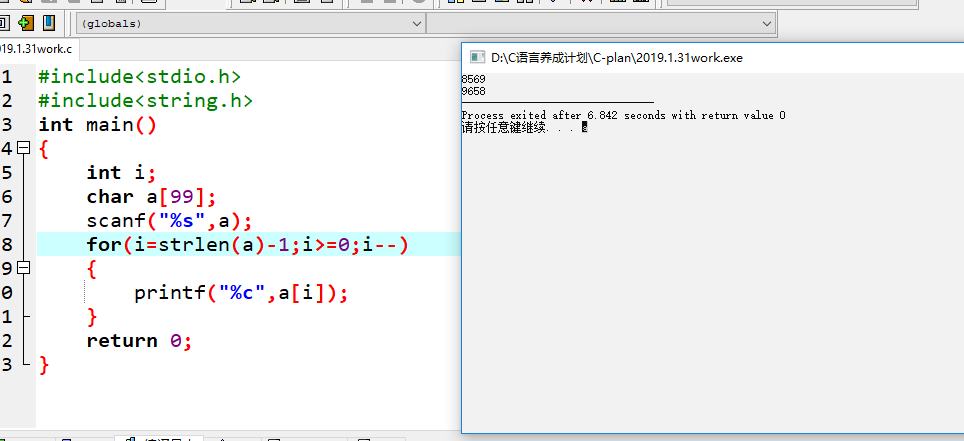 (globals)
019.1.31work.c
D:\C语言养成计划\C-plan\2019.1.31work.exe
1 #include<stdio.h>
2 #include<string.h>
3 int main()
4 {
5 int i;
6 char a[99];
7 scanf("%s",a);
8 for(i=strlen(a)-1;i>=0;i--)
9 {
0 printf("%c",a[i]);
1 }
2 return 0;
3 }
8569
9658
Process exited after 6.842 seconds with return value 0
请按任意键继续. . .